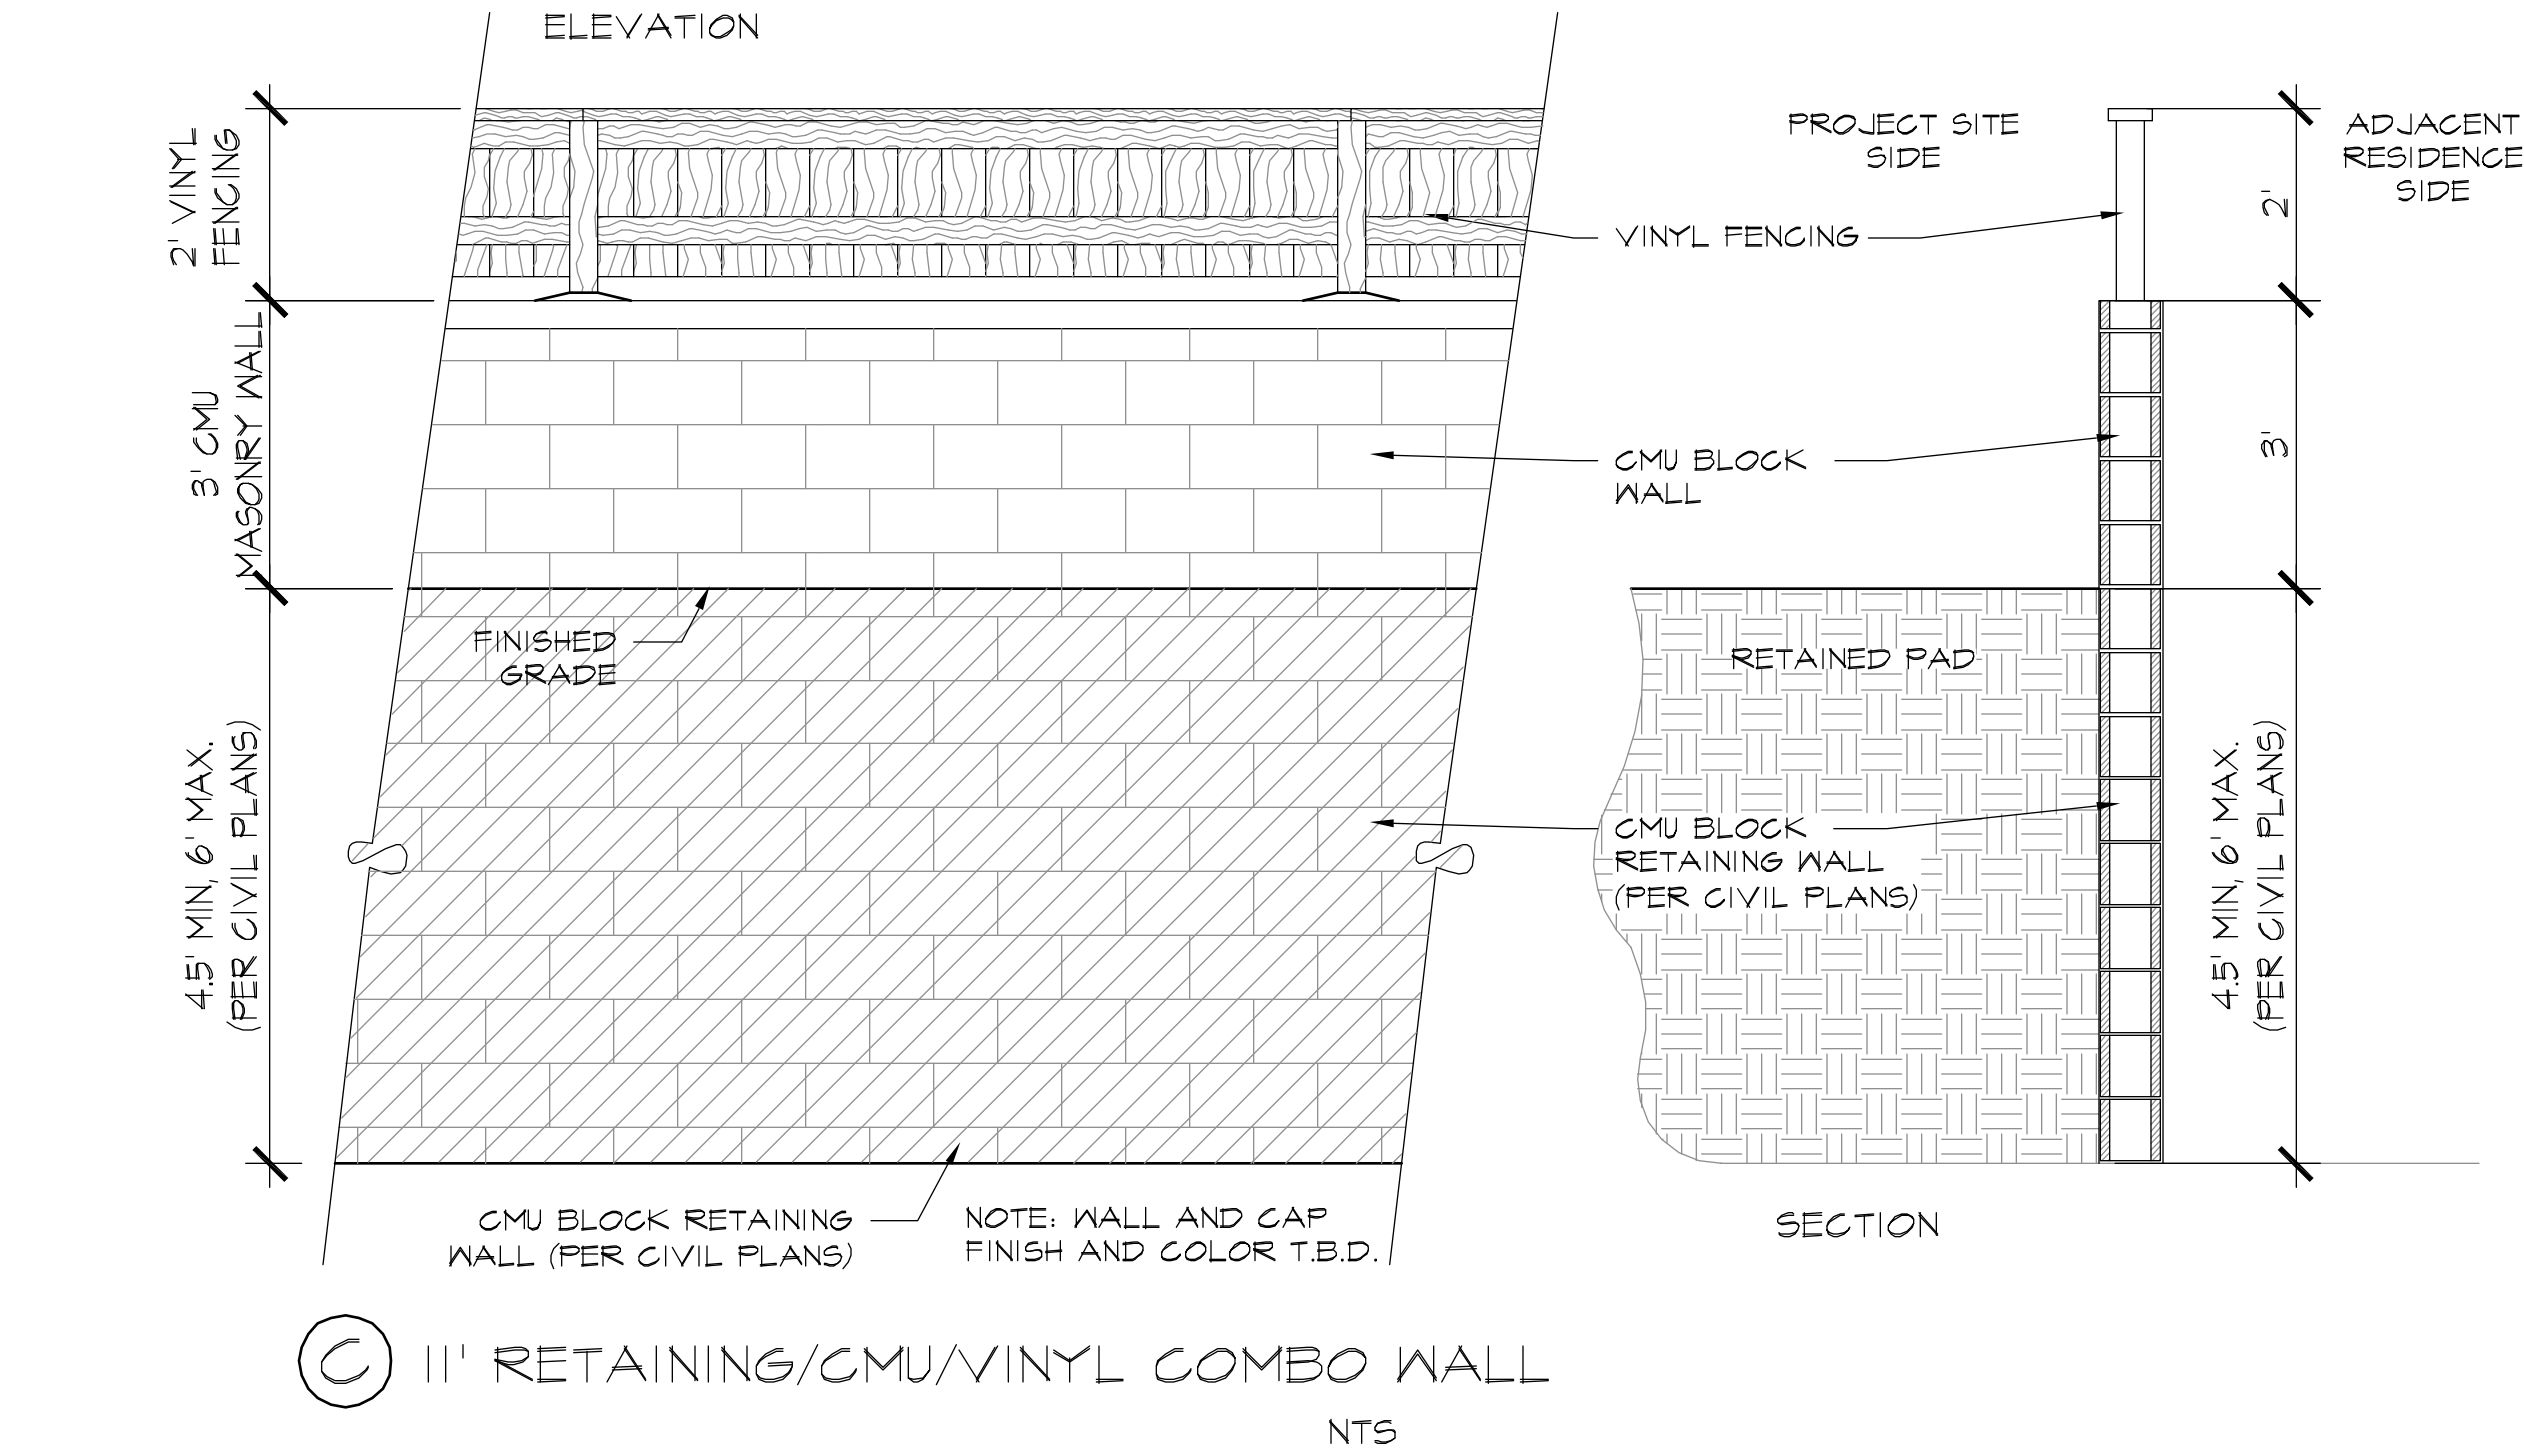 ELEVATION
2' VINYL
FENCING
3' CMU
MASONRY WALL
4.5' MIN, 6' MAX.
(PER CIVIL PLANS)
FINISHED
GRADE
CMU BLOCK RETAINING
WALL (PER CIVIL PLANS)
NOTE: WALL AND CAP
FINISH AND COLOR T.B.D.
PROJECT SITE
SIDE
ADJACENT
RESIDENCE
SIDE
VINYL FENCING
2'
CMU BLOCK
WALL
3'
RETAINED PAD
CMU BLOCK
RETAINING WALL
(PER CIVIL PLANS)
4.5' MIN, 6' MAX.
(PER CIVIL PLANS)
SECTION
C
11' RETAINING/CMU/VINYL COMBO WALL
NTS